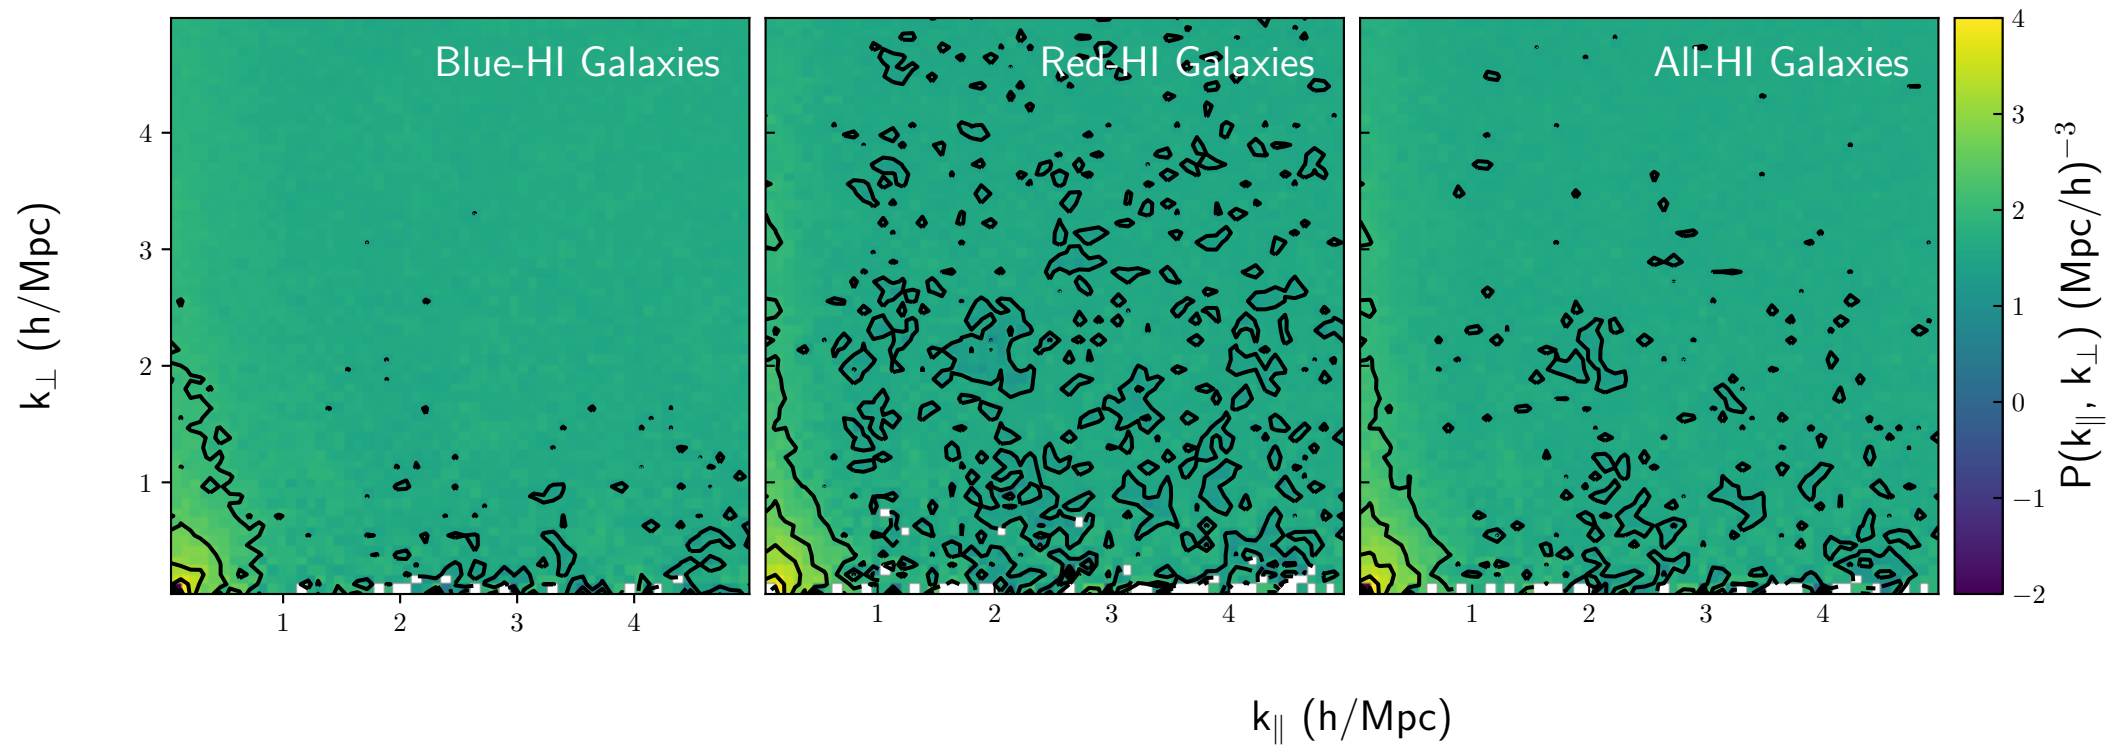 Blue-HI Galaxies
Red-HI Galaxies
All-HI Galaxies
k⊥ (h/Mpc)
4
3
2
1
1 2 3 4
1 2 3 4
1 2 3 4
k∥ (h/Mpc)
4
3
2
1
0
−1
−2
P(k∥, k⊥) (Mpc/h)⁻³